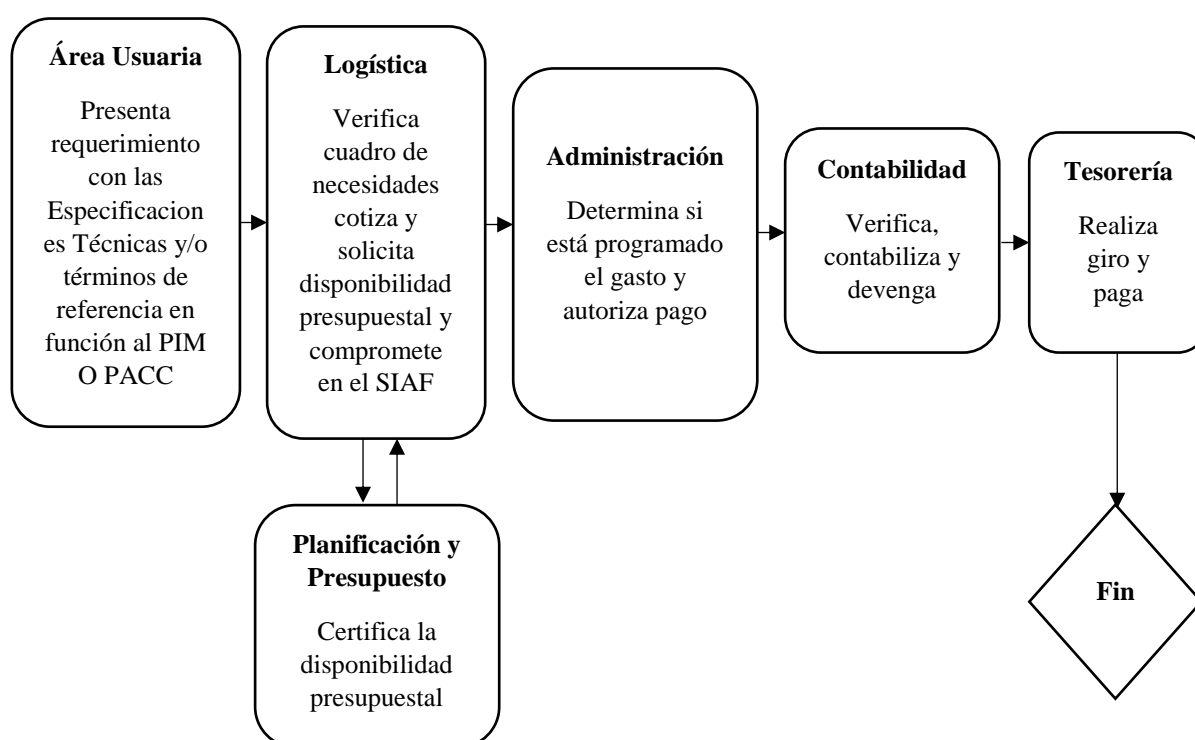 Área Usuaria
Presenta
requerimiento
con las
Especificacion
es Técnicas y/o
términos de
referencia en
función al PIM
O PACC
Logística
Verifica
cuadro de
necesidades
cotiza y
solicita
disponibilidad
presupuestal y
compromete
en el SIAF
Planificación y
Presupuesto
Certifica la
disponibilidad
presupuestal
Administración
Determina si
está programado
el gasto y
autoriza pago
Contabilidad
Verifica,
contabiliza y
devenga
Tesorería
Realiza
giro y
paga
Fin